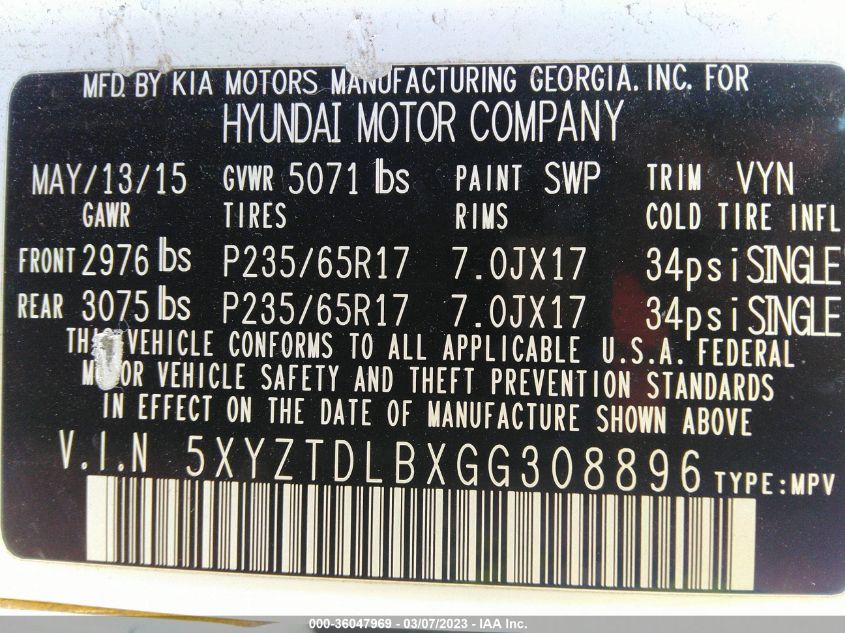 MFD. BY KIA MOTORS MANUFACTURING GEORGIA. INC. FOR
HYUNDAI MOTOR COMPANY
MAY/13/15 GVWR 5071 lbs PAINT SWP TRIM VYN
GAWR TIRES RIMS COLD TIRE INFL
FRONT 2976 lbs P235/65R17 7.0JX17 34psi SINGLE
REAR 3075 lbs P235/65R17 7.0JX17 34psi SINGLE
THIS VEHICLE CONFORMS TO ALL APPLICABLE U.S.A. FEDERAL
MOTOR VEHICLE SAFETY AND THEFT PREVENTION STANDARDS
IN EFFECT ON THE DATE OF MANUFACTURE SHOWN ABOVE
V.I.N 5XYZTDLBXGG308896 TYPE:MPV
000-36047969 - 03/07/2023 - IAA Inc.